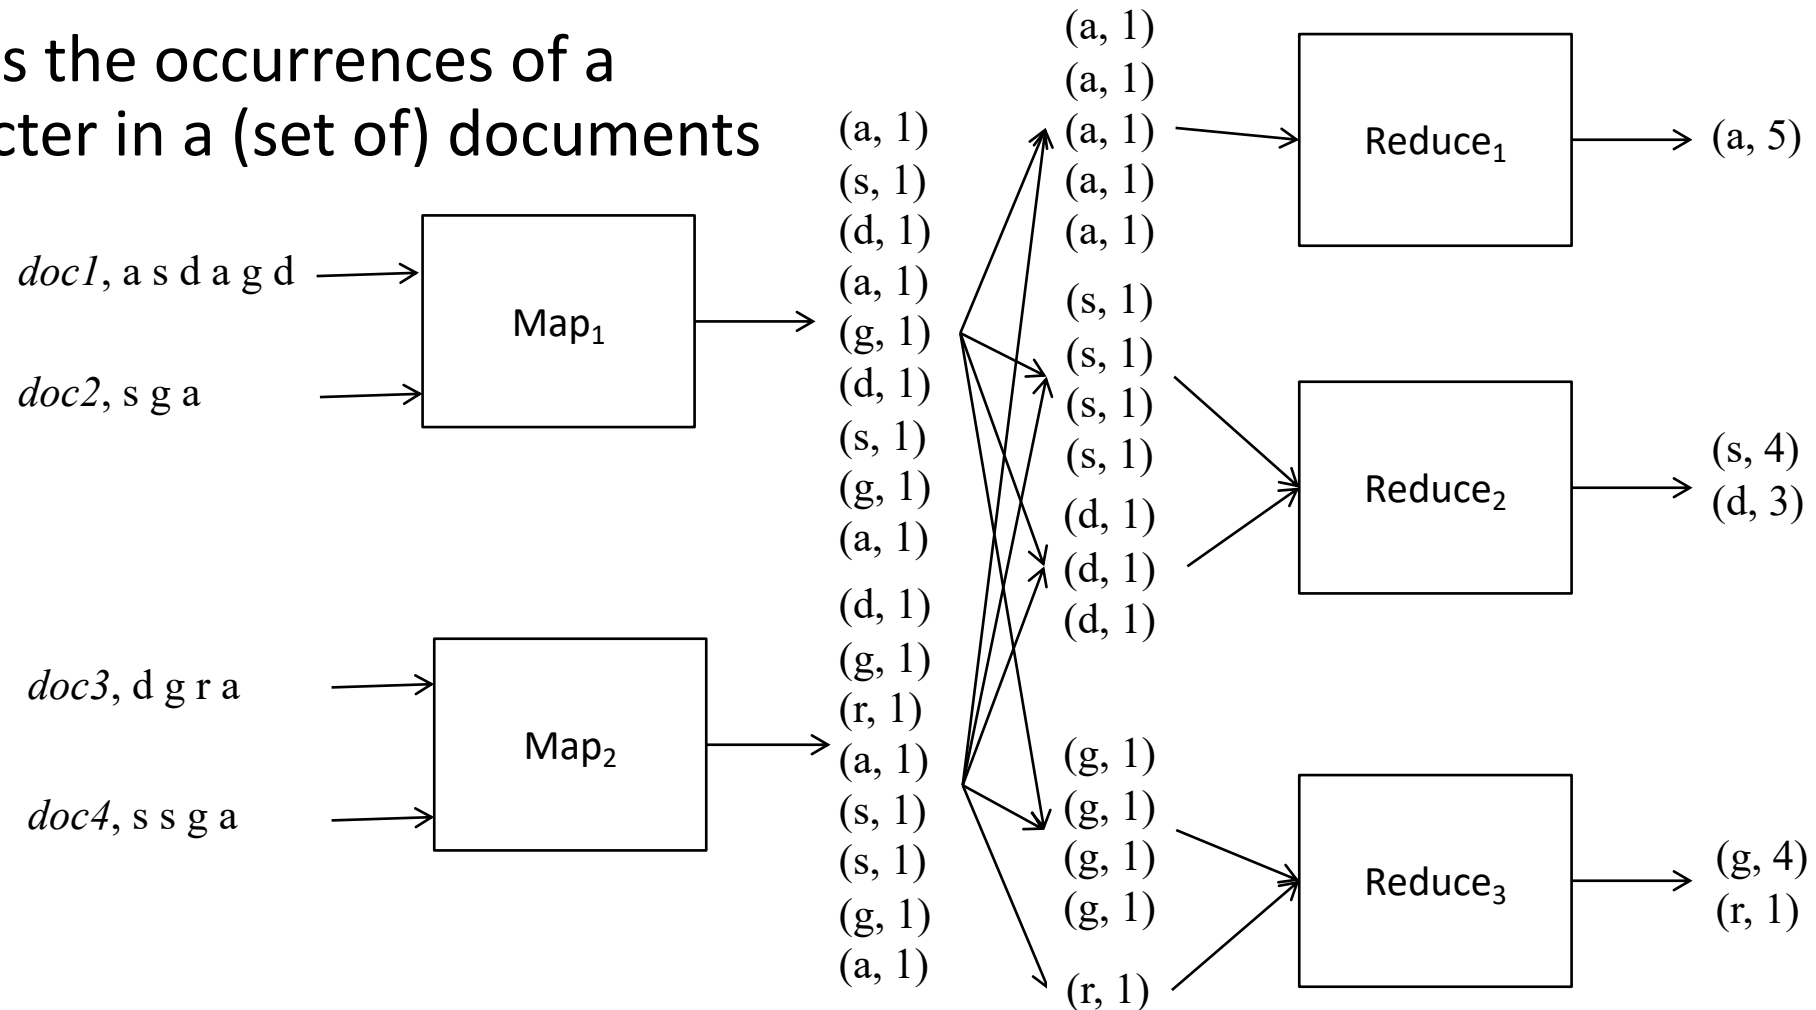 s the occurrences of a
cter in a (set of) documents
doc1, a s d a g d
doc2, s g a
doc3, d g r a
doc4, s s g a
Map1
Map2
(a, 1)
(s, 1)
(d, 1)
(a, 1)
(g, 1)
(d, 1)
(s, 1)
(g, 1)
(a, 1)
(d, 1)
(g, 1)
(r, 1)
(a, 1)
(s, 1)
(s, 1)
(g, 1)
(a, 1)
(a, 1)
(a, 1)
(a, 1)
(a, 1)
(a, 1)
(s, 1)
(s, 1)
(s, 1)
(s, 1)
(d, 1)
(d, 1)
(d, 1)
(g, 1)
(g, 1)
(g, 1)
(g, 1)
(r, 1)
Reduce1
Reduce2
Reduce3
(a, 5)
(s, 4)
(d, 3)
(g, 4)
(r, 1)